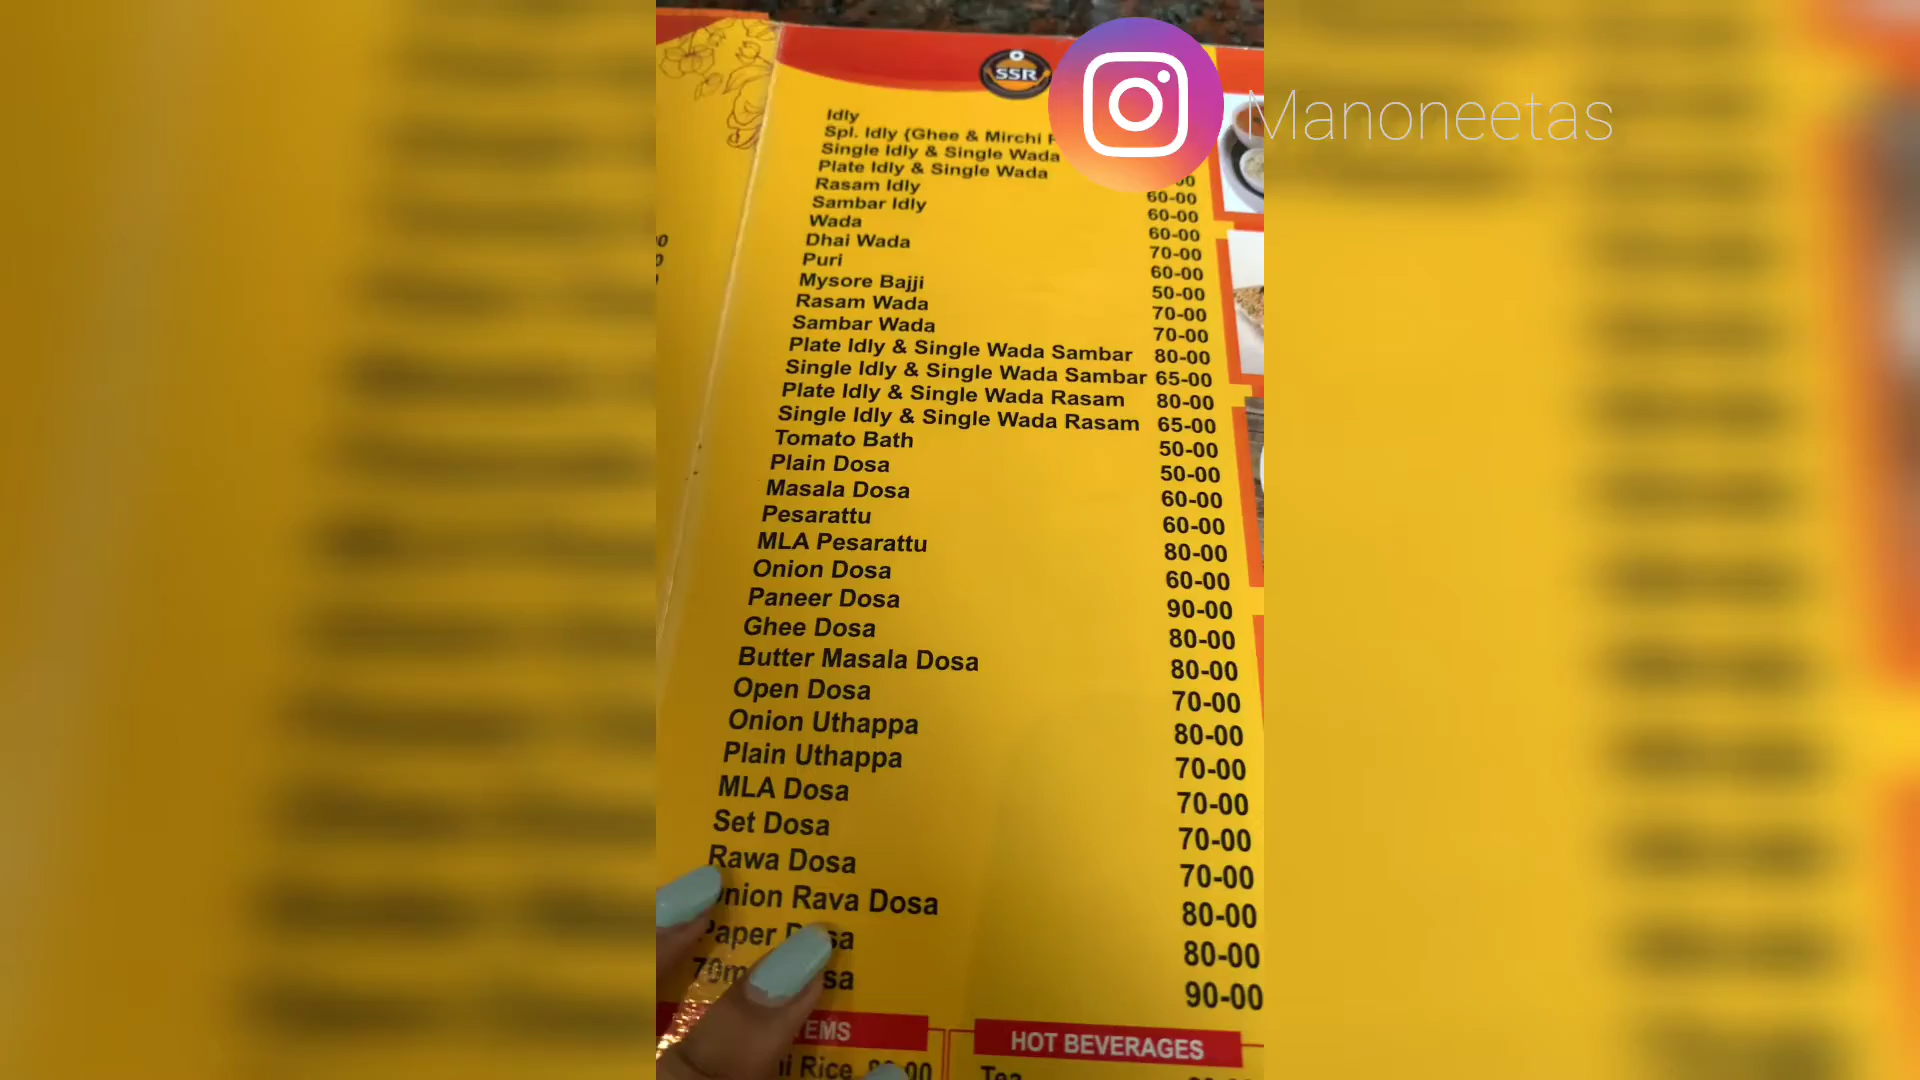 SSR
Manoneetas
Idly
Spl. Idly (Ghee & Mirchi
Single Idly & Single Wada
Plate Idly & Single Wada
Rasam Idly 60-00
Sambar Idly 60-00
Wada 60-00
Dhai Wada 70-00
Puri 60-00
Mysore Bajji 50-00
Rasam Wada 70-00
Sambar Wada 70-00
Plate Idly & Single Wada Sambar 80-00
Single Idly & Single Wada Sambar 65-00
Plate Idly & Single Wada Rasam 80-00
Single Idly & Single Wada Rasam 65-00
Tomato Bath 50-00
Plain Dosa 50-00
Masala Dosa 60-00
Pesarattu 60-00
MLA Pesarattu 80-00
Onion Dosa 60-00
Paneer Dosa 90-00
Ghee Dosa 80-00
Butter Masala Dosa 80-00
Open Dosa 70-00
Onion Uthappa 80-00
Plain Uthappa 70-00
MLA Dosa 70-00
Set Dosa 70-00
Rawa Dosa 70-00
Onion Rava Dosa 80-00
Paper Dosa 80-00
90-00
HOT BEVERAGES
Rice
Tea